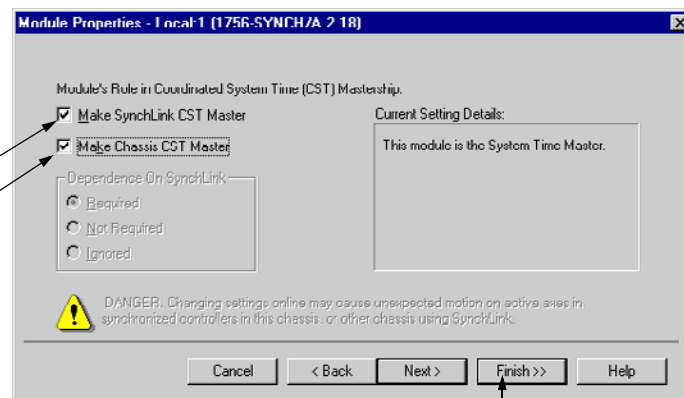 Module Properties - Local:1 (1756-SYNCH/A 2.18)
Module's Role in Coordinated System Time (CST) Mastership.
Make SynchLink CST Master
Current Setting Details:
Make Chassis CST Master
This module is the System Time Master.
Dependence On SynchLink
Required
Not Required
Ignored
DANGER. Changing settings online may cause unexpected motion on active axes in
synchronized controllers in this chassis, or other chassis using SynchLink.
Cancel
< Back
Next >
Finish >>
Help